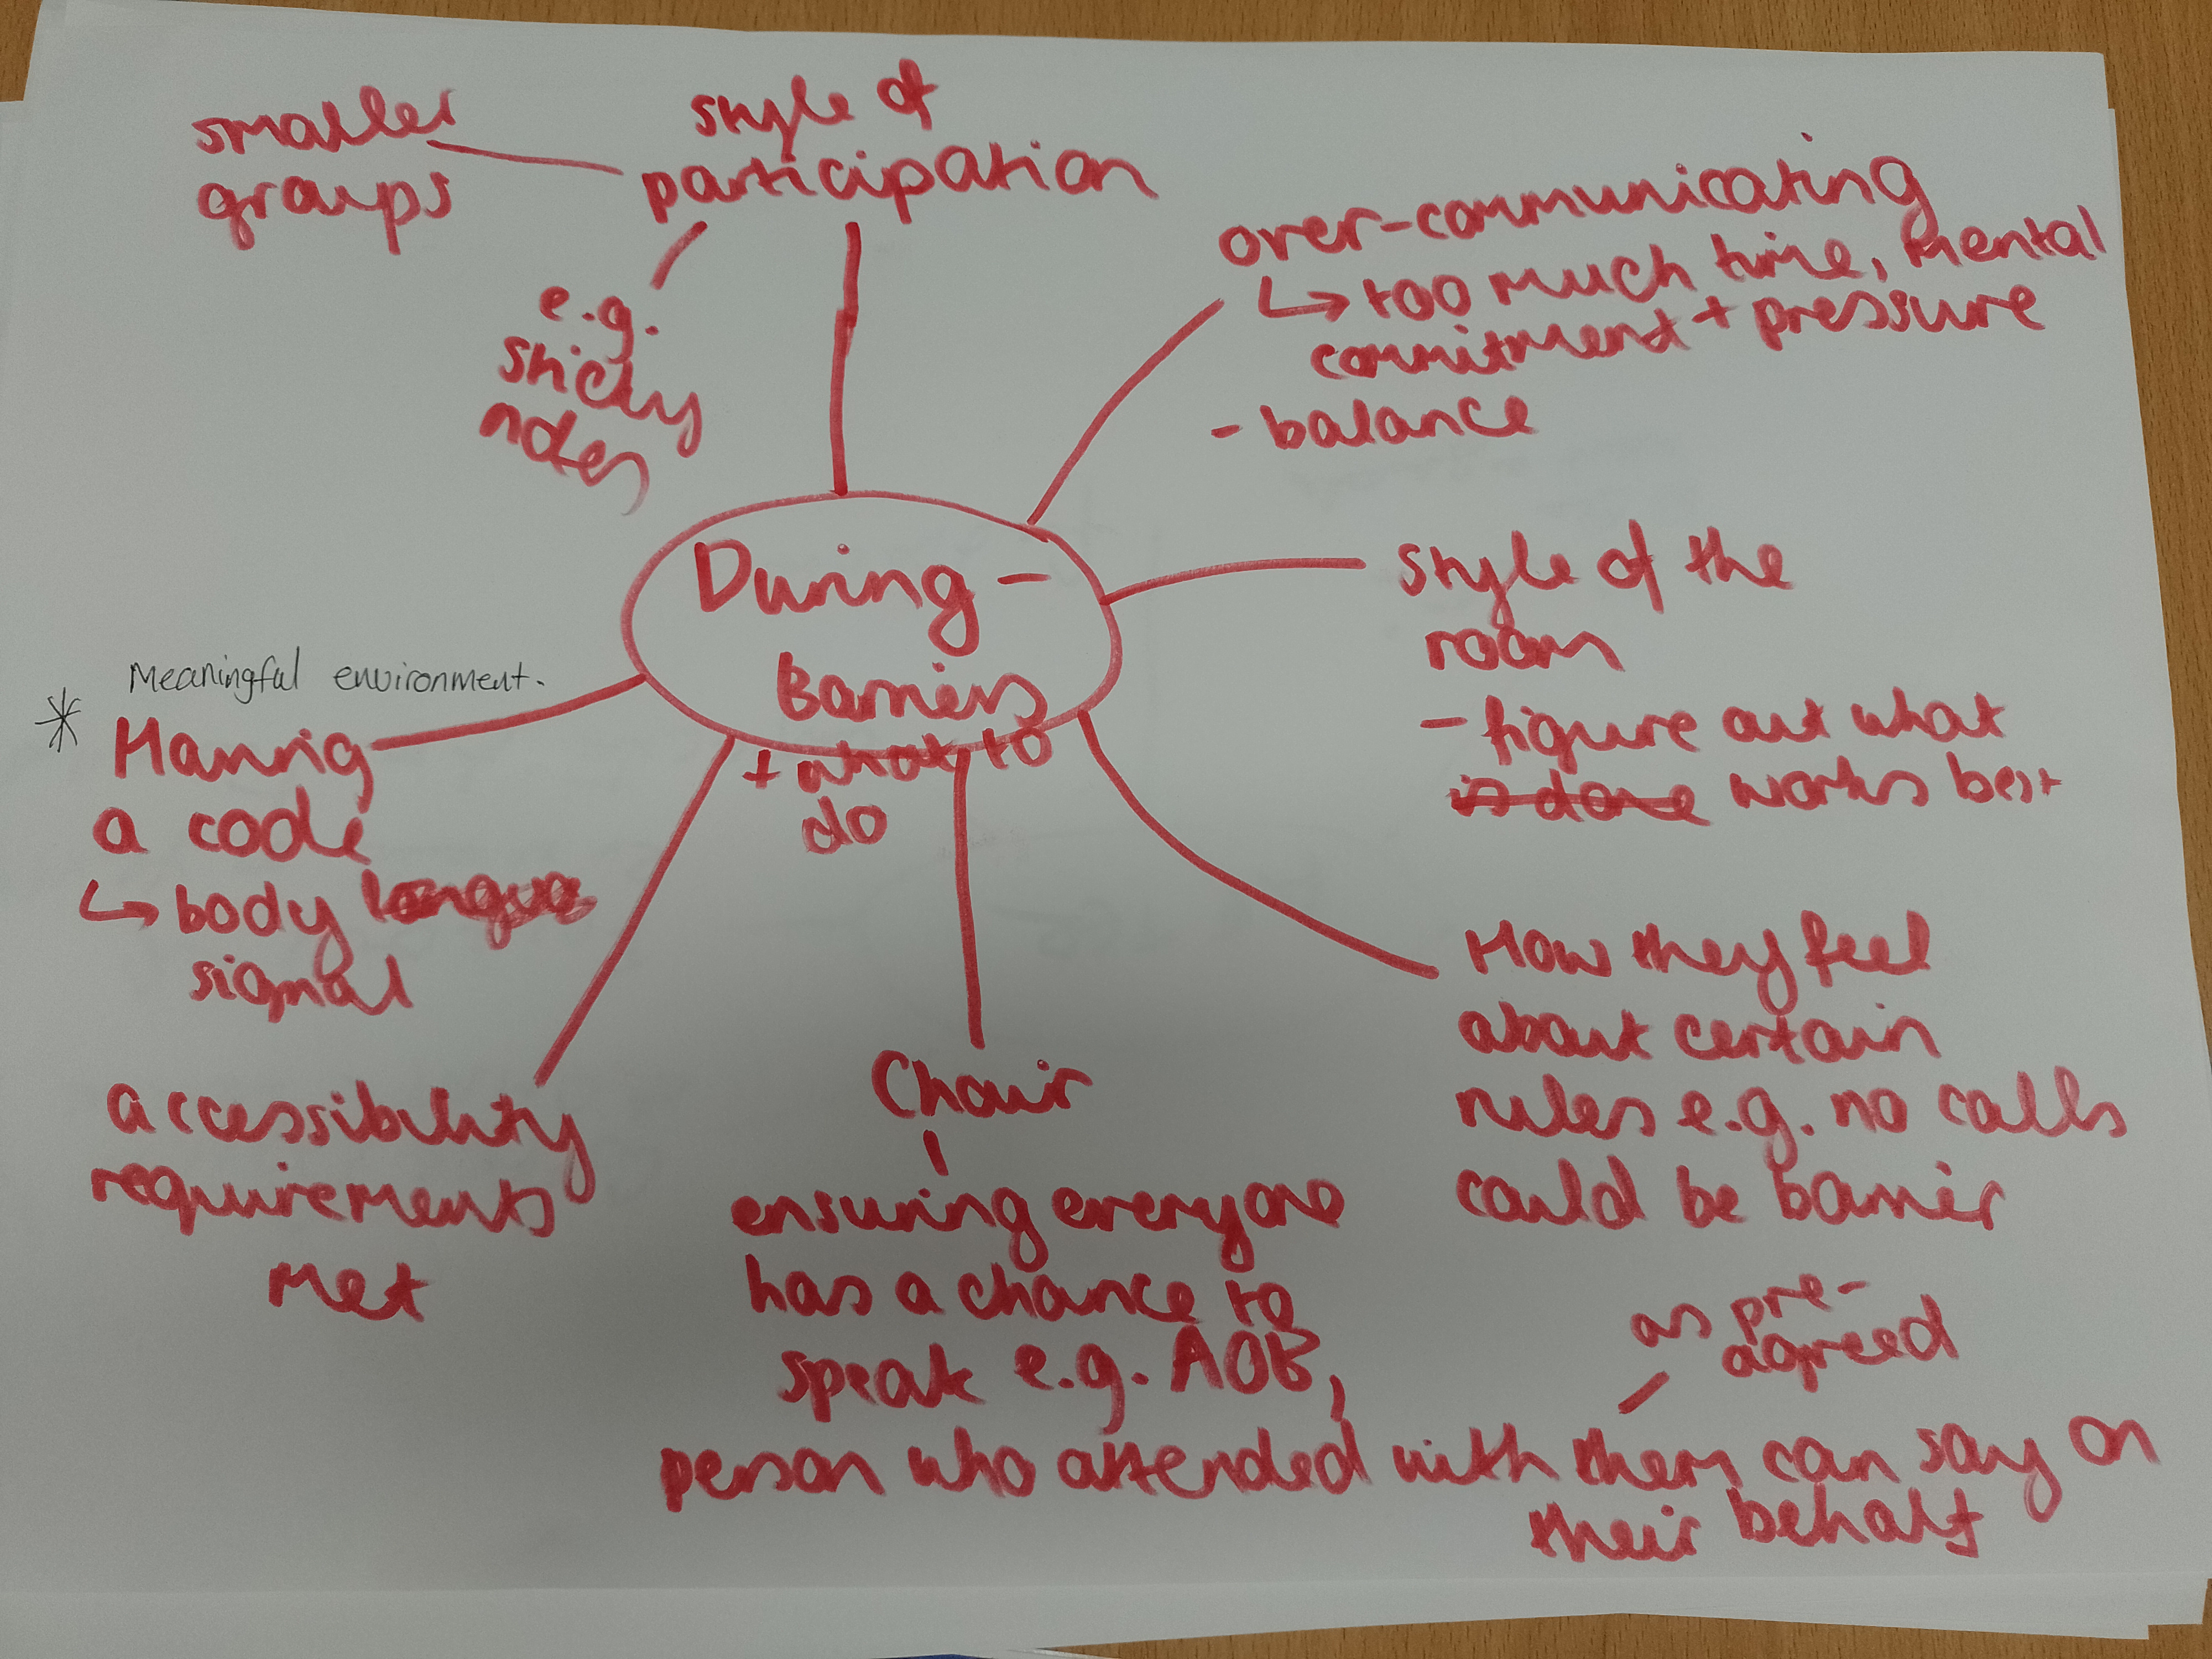 During -
Barriers
+ what to
do
style of
participation
smaller
groups
e.g.
sticky
notes
over-communicating
↳ too much time, mental
commitment + pressure
- balance
style of the
room
- figure out what
is done works best
How they feel
about certain
rules e.g. no calls
could be barrier
Chair
ensuring everyone
has a chance to
speak e.g. AOB,
person who attended with them can say on
their behalf
as pre-
agreed
accessibility
requirements
met
Meaningful environment.
* Having
a code
↳ body
signal